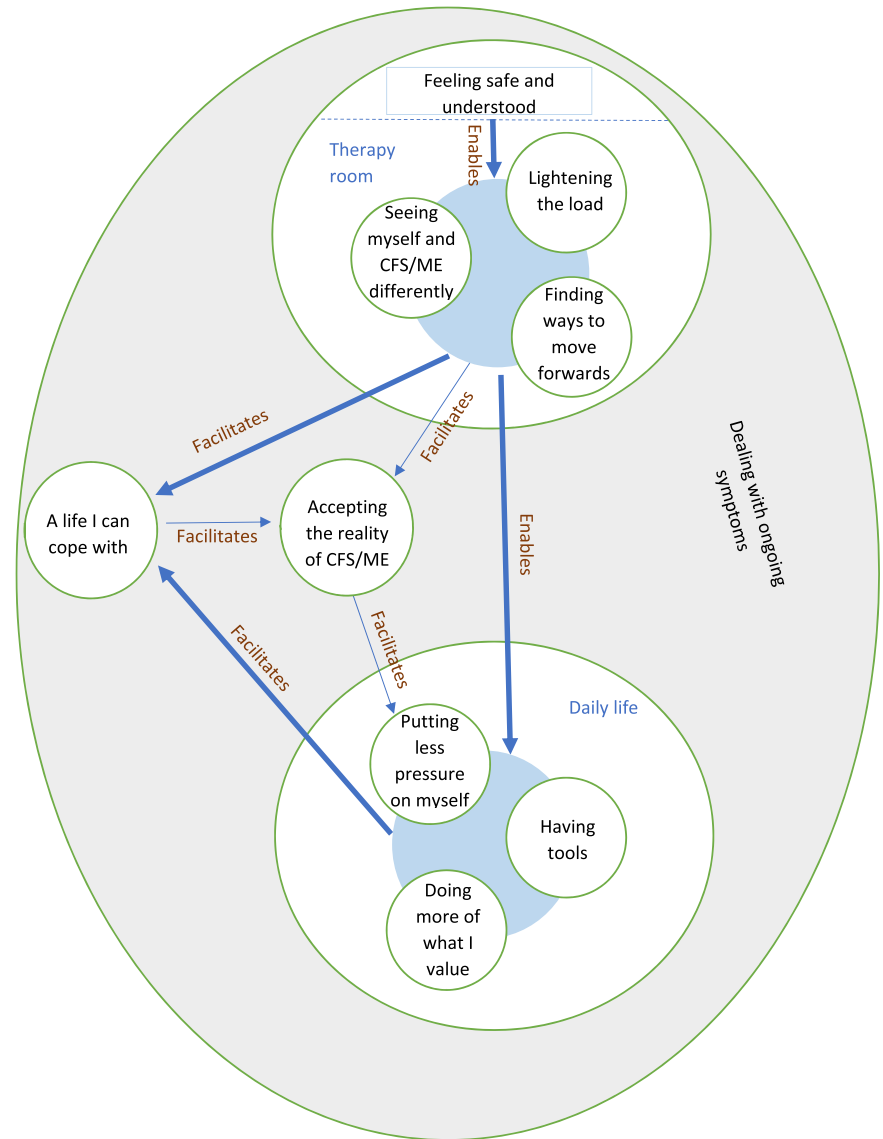 Feeling safe and
understood
Enables
Therapy
room
Lightening
the load
Seeing
myself and
CFS/ME
differently
Finding
ways to
move
forwards
Facilitates
Facilitates
Dealing with ongoing
symptoms
A life I can
cope with
Facilitates
Accepting
the reality
of CFS/ME
Enables
Facilitates
Facilitates
Daily life
Putting
less
pressure
on myself
Having
tools
Doing
more of
what I
value